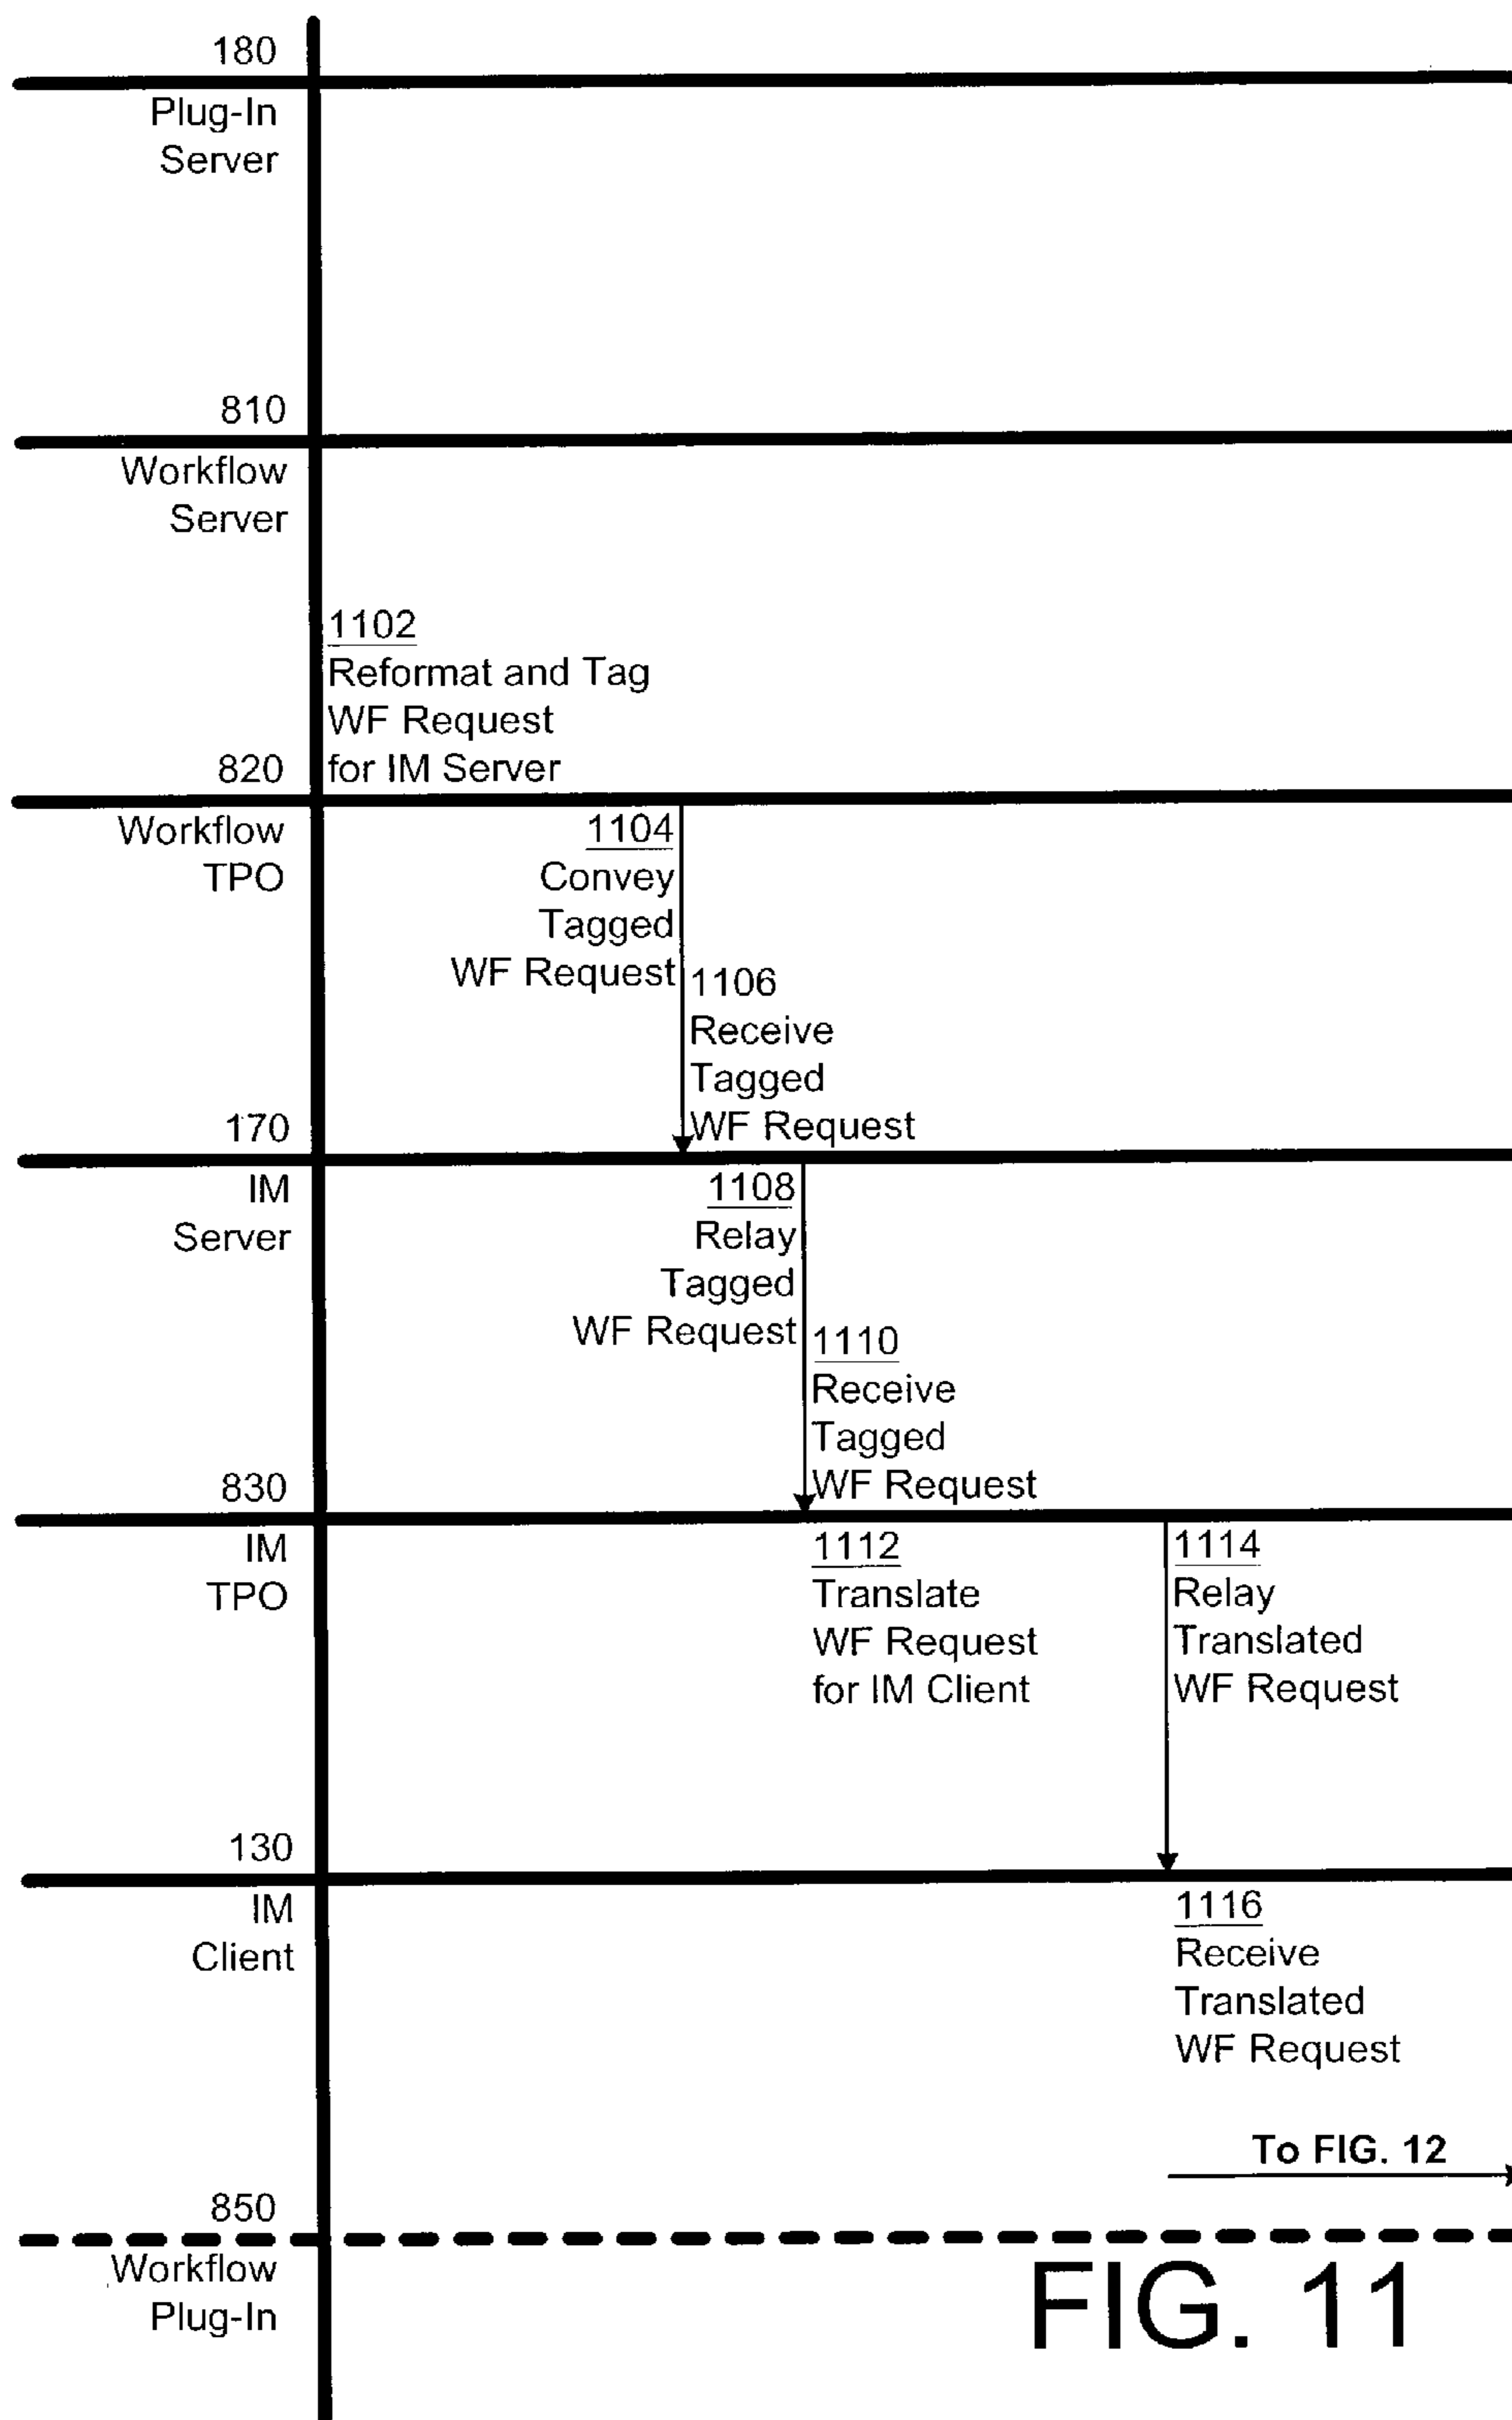 180
Plug-In
Server
810
Workflow
Server
1102
Reformat and Tag
WF Request
for IM Server
820
Workflow
TPO
1104
Convey
Tagged
WF Request
1106
Receive
Tagged
WF Request
170
IM
Server
1108
Relay
Tagged
WF Request
1110
Receive
Tagged
WF Request
830
IM
TPO
1112
Translate
WF Request
for IM Client
1114
Relay
Translated
WF Request
130
IM
Client
1116
Receive
Translated
WF Request
To FIG. 12
850
Workflow
Plug-In
FIG. 11